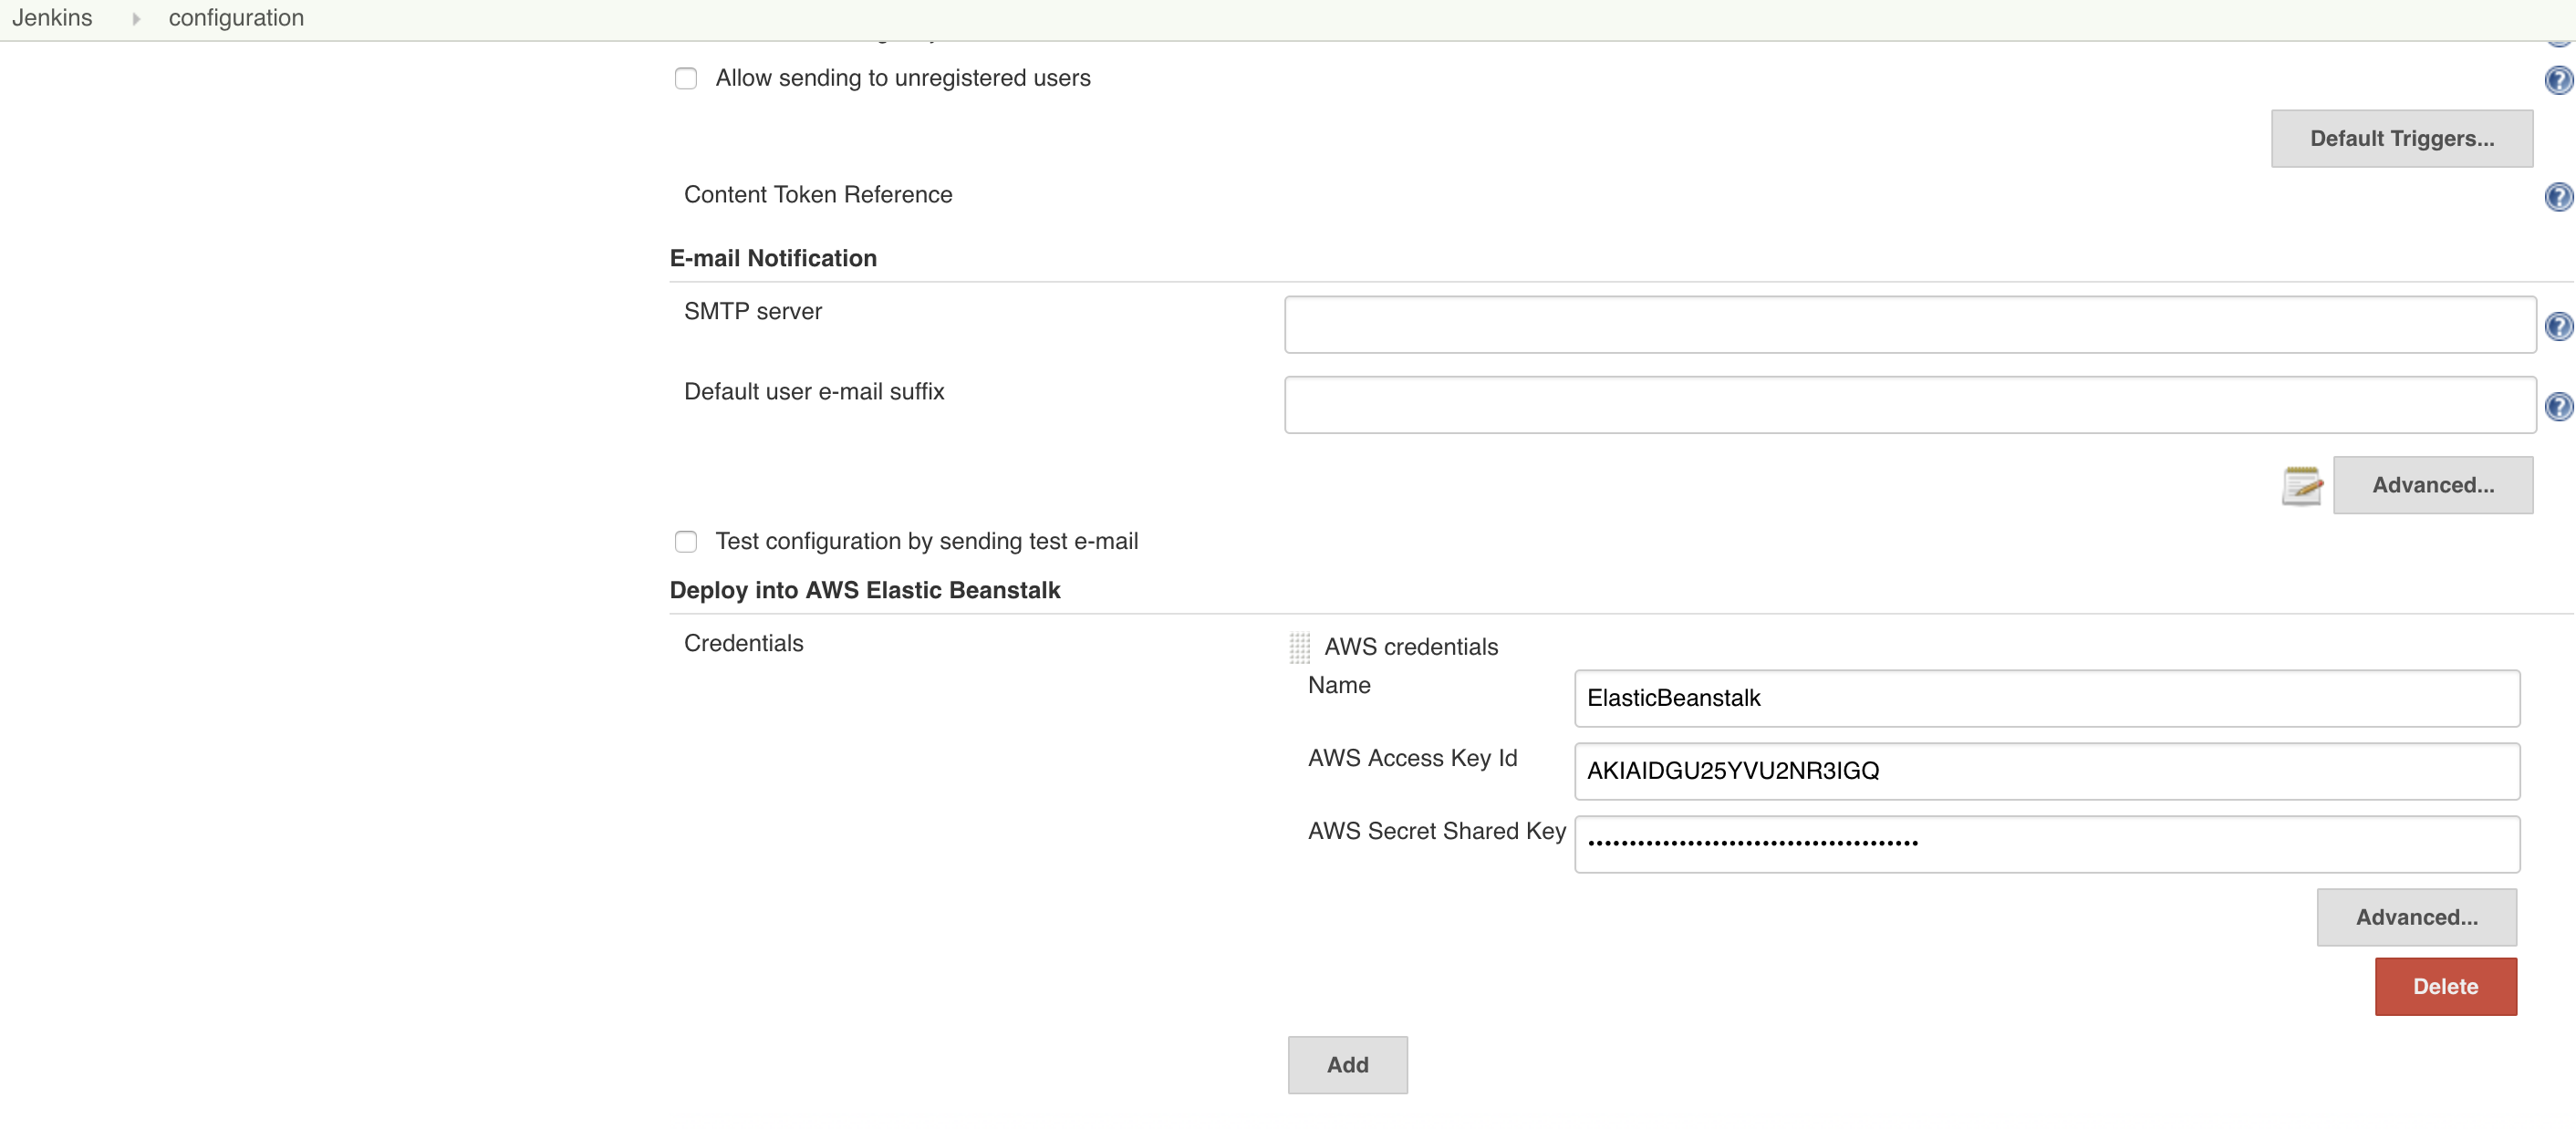 Jenkins configuration
Allow sending to unregistered users
Default Triggers...
Content Token Reference
E-mail Notification
SMTP server
Default user e-mail suffix
Advanced...
Test configuration by sending test e-mail
Deploy into AWS Elastic Beanstalk
Credentials
AWS credentials
Name
ElasticBeanstalk
AWS Access Key Id
AKIAIDGU25YVU2NR3IGQ
AWS Secret Shared Key
••••••••••••••••••••••••••••••••••••••••
Advanced...
Delete
Add